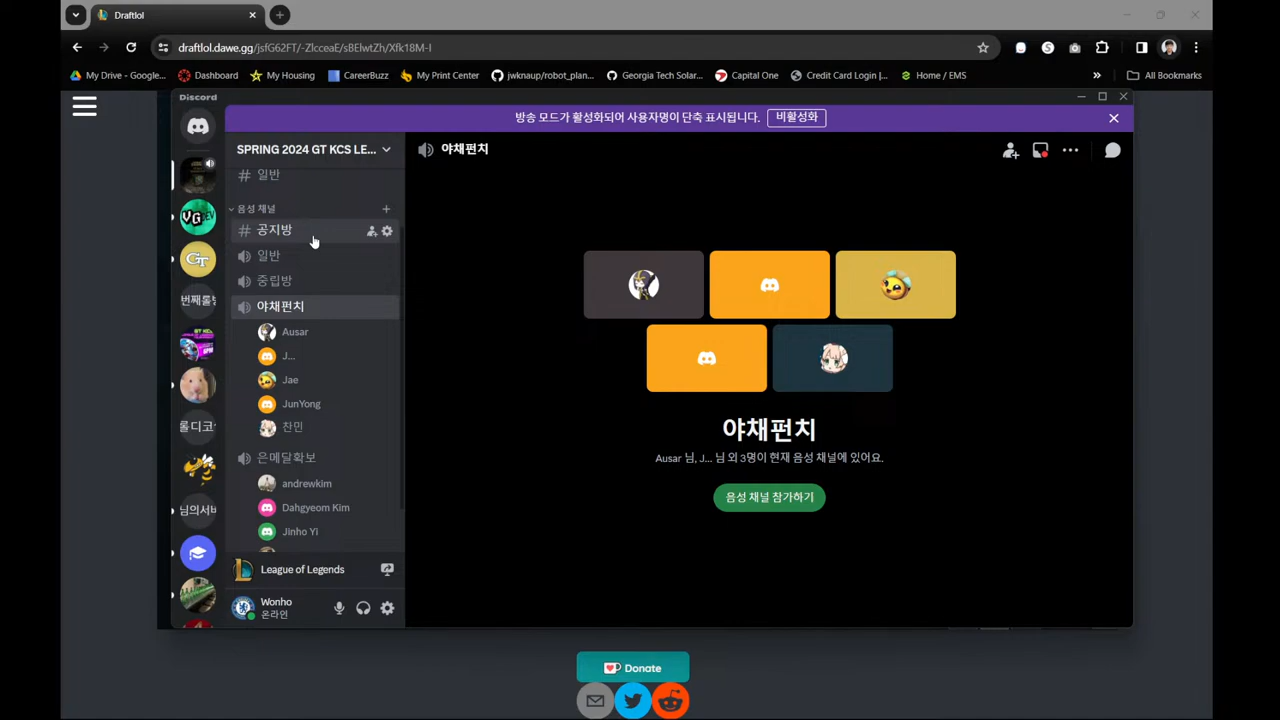 Draftlol
draftlol.dawe.gg/jsfG62FT/-ZlcceaE/sBElwtZh/Xfk18M-I
My Drive - Google...
Dashboard
My Housing
CareerBuzz
My Print Center
jwknaup/robot_plan...
Georgia Tech Solar...
Capital One
Credit Card Login |...
Home / EMS
All Bookmarks
Discord
방송 모드가 활성화되어 사용자명이 단축 표시됩니다.
비활성화
SPRING 2024 GT KCS LE...
야채펀치
일반
음성 채널
공지방
일반
중립방
야채펀치
Ausar
J...
Jae
JunYong
찬민
은메달확보
andrewkim
Dahgyeom Kim
Jinho Yi
VG
DEV
GT
번째롤방
롤디코
님의서버
League of Legends
Wonho
온라인
야채펀치
Ausar 님, J... 님 외 3명이 현재 음성 채널에 있어요.
음성 채널 참가하기
Donate